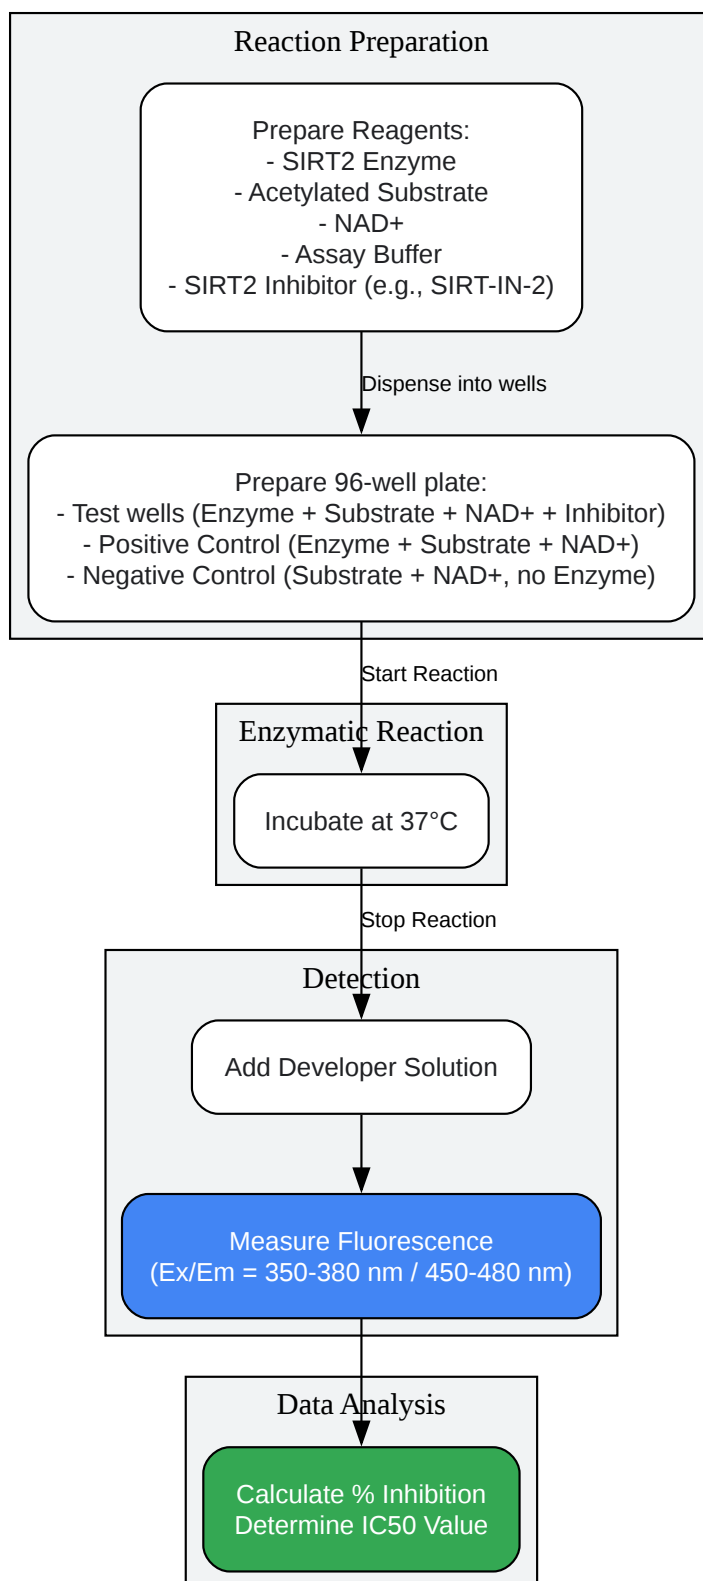 Reaction Preparation
Prepare Reagents:
- SIRT2 Enzyme
- Acetylated Substrate
- NAD+
- Assay Buffer
- SIRT2 Inhibitor (e.g., SIRT-IN-2)
Dispense into wells
Prepare 96-well plate:
- Test wells (Enzyme + Substrate + NAD+ + Inhibitor)
- Positive Control (Enzyme + Substrate + NAD+)
- Negative Control (Substrate + NAD+, no Enzyme)
Start Reaction
Enzymatic Reaction
Incubate at 37°C
Stop Reaction
Detection
Add Developer Solution
Measure Fluorescence
(Ex/Em = 350-380 nm / 450-480 nm)
Data Analysis
Calculate % Inhibition
Determine IC50 Value